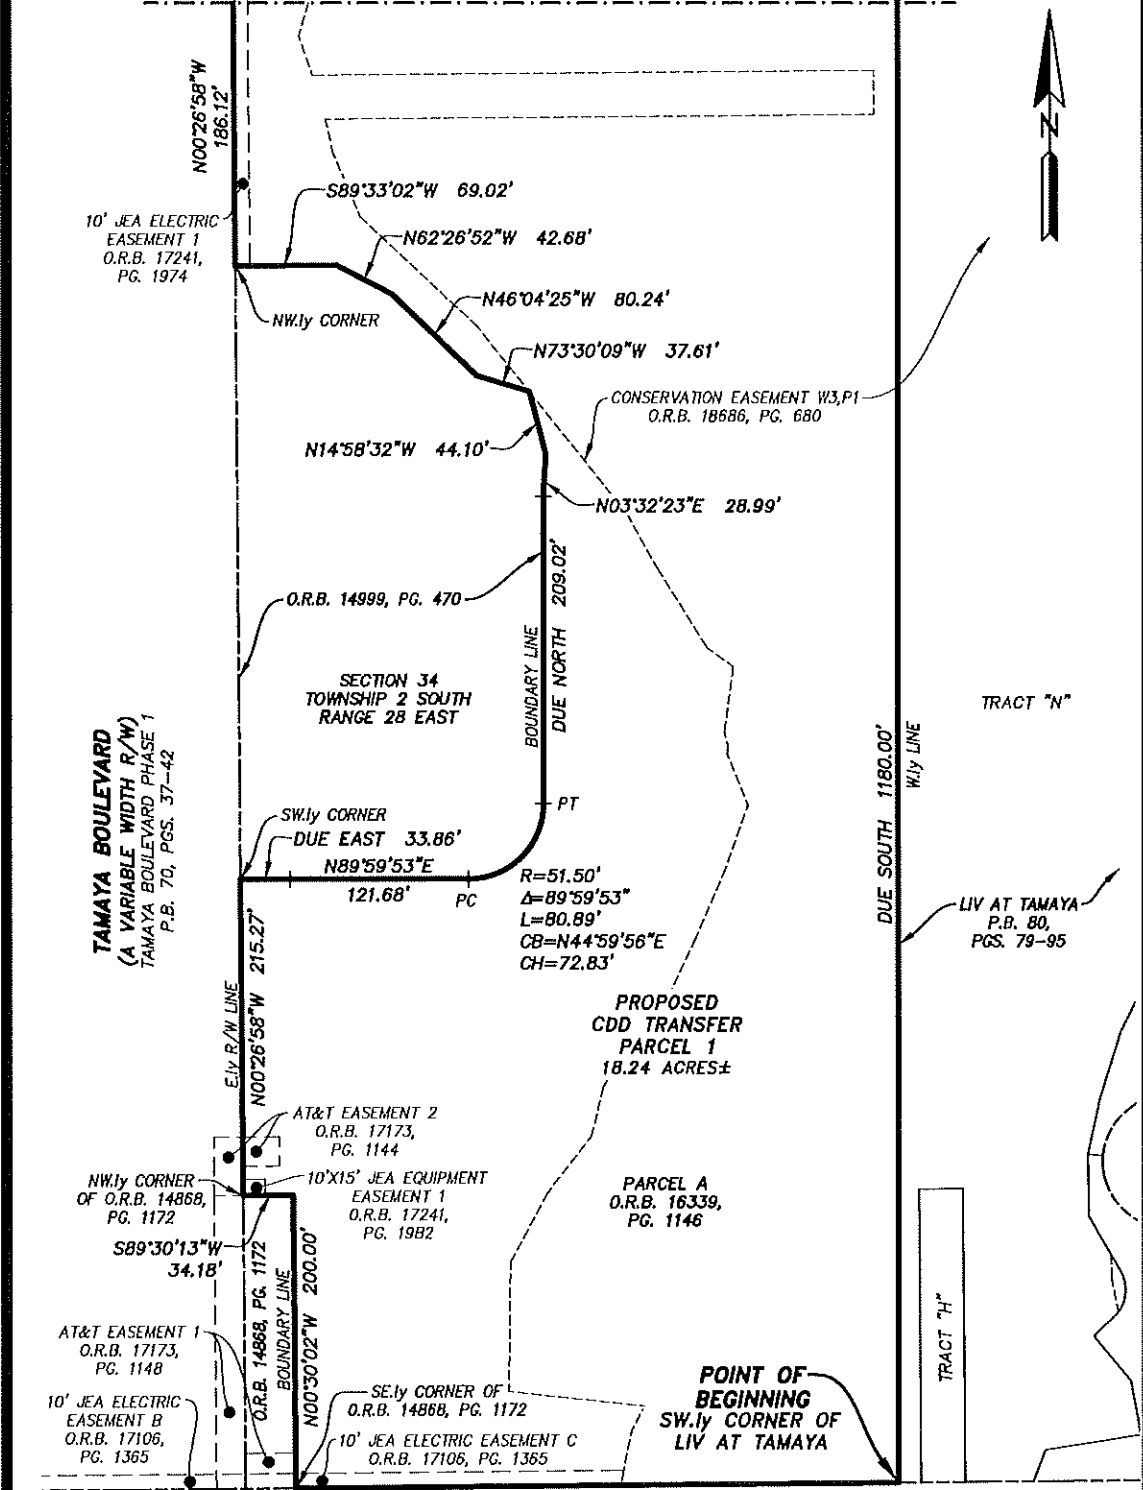 N00°26'58"W
186.12'
N
S89°33'02"W 69.02'
10' JEA ELECTRIC
EASEMENT 1
O.R.B. 17241,
PG. 1974
N62°26'52"W 42.68'
N46°04'25"W 80.24'
NW.ly CORNER
N73°30'09"W 37.61'
CONSERVATION EASEMENT W3,P1
O.R.B. 18686, PG. 680
N14°58'32"W 44.10'
N03°32'23"E 28.99'
O.R.B. 14999, PG. 470
BOUNDARY LINE
DUE NORTH 209.02'
SECTION 34
TOWNSHIP 2 SOUTH
RANGE 28 EAST
TRACT "N"
TAMAYA BOULEVARD
(A VARIABLE WIDTH R/W)
TAMAYA BOULEVARD PHASE 1
P.B. 70, PGS. 37-42
DUE SOUTH 1180.00'
W.ly LINE
PT
SW.ly CORNER
DUE EAST 33.86'
N89°59'53"E
121.68'
PC
R=51.50'
Δ=89°59'53"
L=80.89'
CB=N44°59'56"E
CH=72.83'
LIV AT TAMAYA
P.B. 80,
PGS. 79-95
E.ly R/W LINE
N00°26'58"W 215.27'
PROPOSED
CDD TRANSFER
PARCEL 1
18.24 ACRES±
AT&T EASEMENT 2
O.R.B. 17173,
PG. 1144
NW.ly CORNER
OF O.R.B. 14868,
PG. 1172
10'X15' JEA EQUIPMENT
EASEMENT 1
O.R.B. 17241,
PG. 1982
PARCEL A
O.R.B. 16339,
PG. 1146
S89°30'13"W
34.18'
O.R.B. 14868, PG. 1172
BOUNDARY LINE
N00°30'02"W 200.00'
TRACT "H"
AT&T EASEMENT 1
O.R.B. 17173,
PG. 1148
10' JEA ELECTRIC
EASEMENT B
O.R.B. 17106,
PG. 1365
SE.ly CORNER OF
O.R.B. 14868, PG. 1172
10' JEA ELECTRIC EASEMENT C
O.R.B. 17106, PG. 1365
POINT OF
BEGINNING
SW.ly CORNER OF
LIV AT TAMAYA